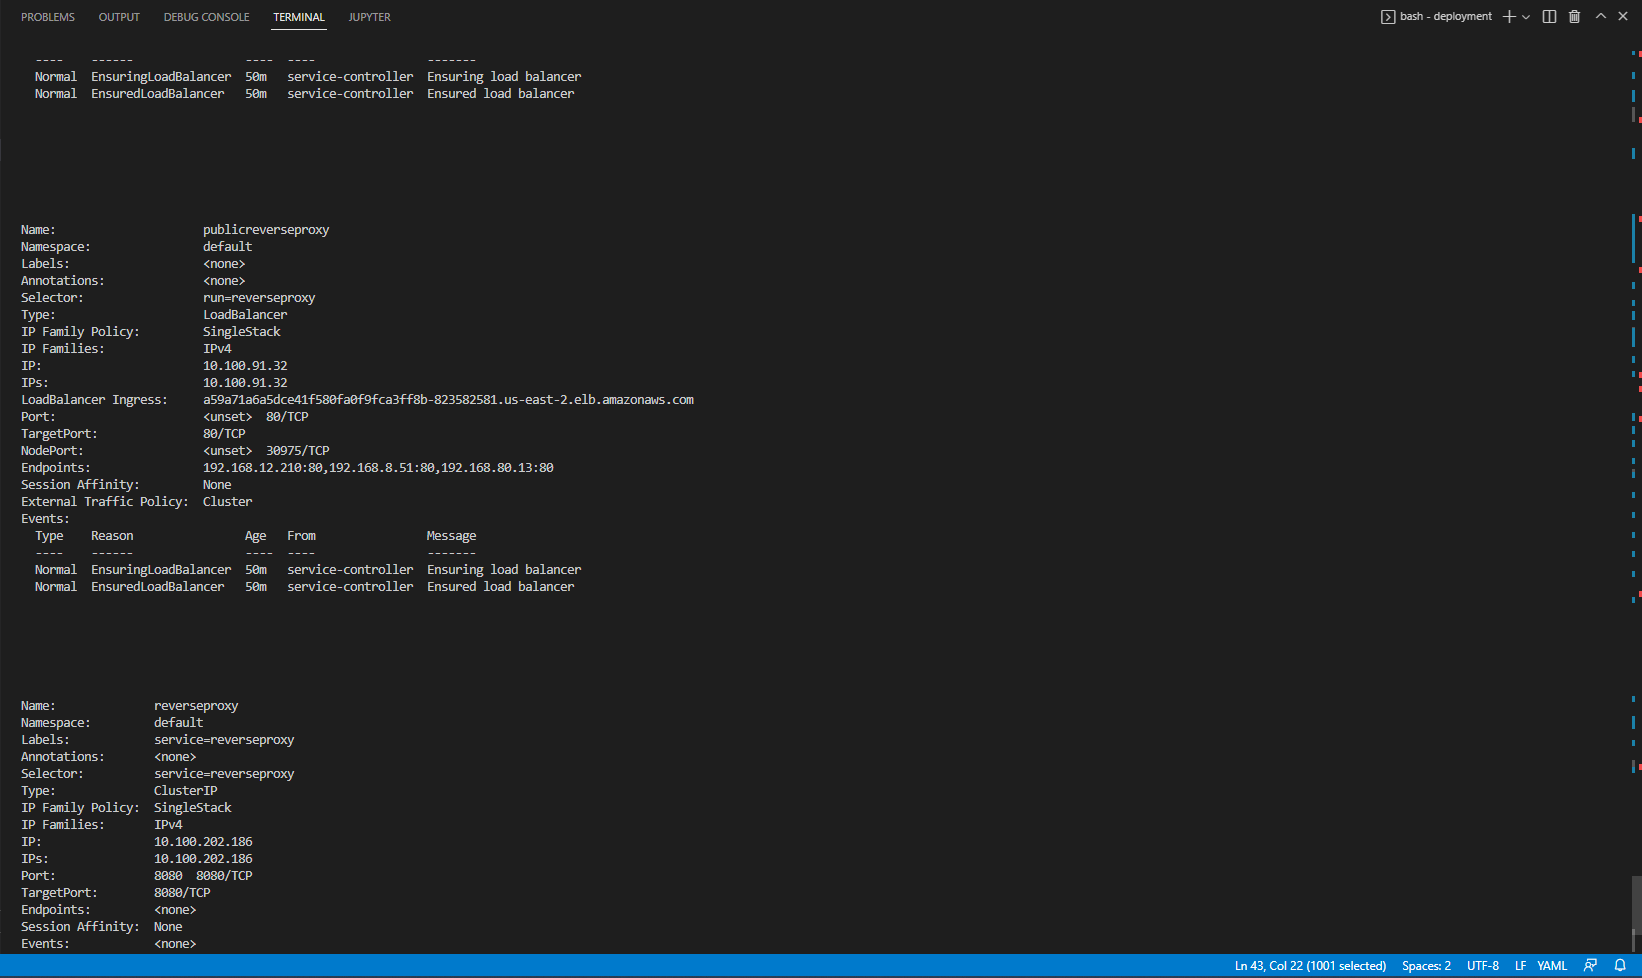 PROBLEMS OUTPUT DEBUG CONSOLE TERMINAL JUPYTER bash - deployment
---- ------ ---- ---- -------
Normal EnsuringLoadBalancer 50m service-controller Ensuring load balancer
Normal EnsuredLoadBalancer 50m service-controller Ensured load balancer
Name: publicreverseproxy
Namespace: default
Labels: <none>
Annotations: <none>
Selector: run=reverseproxy
Type: LoadBalancer
IP Family Policy: SingleStack
IP Families: IPv4
IP: 10.100.91.32
IPs: 10.100.91.32
LoadBalancer Ingress: a59a71a6a5dce41f580fa0f9fca3ff8b-823582581.us-east-2.elb.amazonaws.com
Port: <unset> 80/TCP
TargetPort: 80/TCP
NodePort: <unset> 30975/TCP
Endpoints: 192.168.12.210:80,192.168.8.51:80,192.168.80.13:80
Session Affinity: None
External Traffic Policy: Cluster
Events:
Type Reason Age From Message
---- ------ ---- ---- -------
Normal EnsuringLoadBalancer 50m service-controller Ensuring load balancer
Normal EnsuredLoadBalancer 50m service-controller Ensured load balancer
Name: reverseproxy
Namespace: default
Labels: service=reverseproxy
Annotations: <none>
Selector: service=reverseproxy
Type: ClusterIP
IP Family Policy: SingleStack
IP Families: IPv4
IP: 10.100.202.186
IPs: 10.100.202.186
Port: 8080 8080/TCP
TargetPort: 8080/TCP
Endpoints: <none>
Session Affinity: None
Events: <none>
Ln 43, Col 22 (1001 selected) Spaces: 2 UTF-8 LF YAML